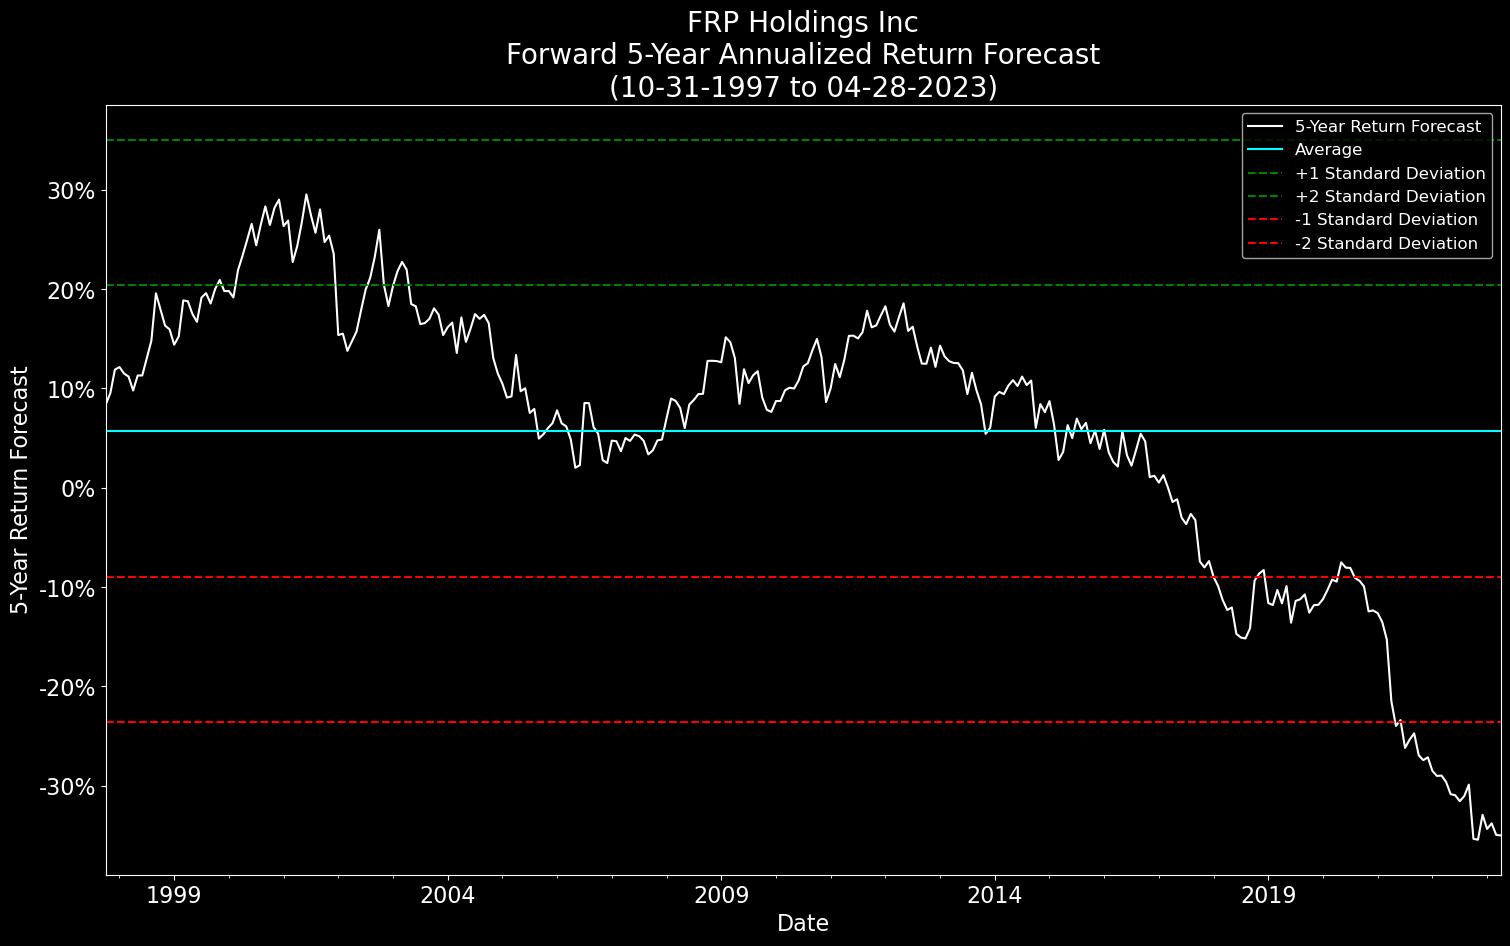 FRP Holdings Inc
Forward 5-Year Annualized Return Forecast
(10-31-1997 to 04-28-2023)
5-Year Return Forecast
Average
+1 Standard Deviation
+2 Standard Deviation
-1 Standard Deviation
-2 Standard Deviation
5-Year Return Forecast
30%
20%
10%
0%
-10%
-20%
-30%
1999
2004
2009
2014
2019
Date